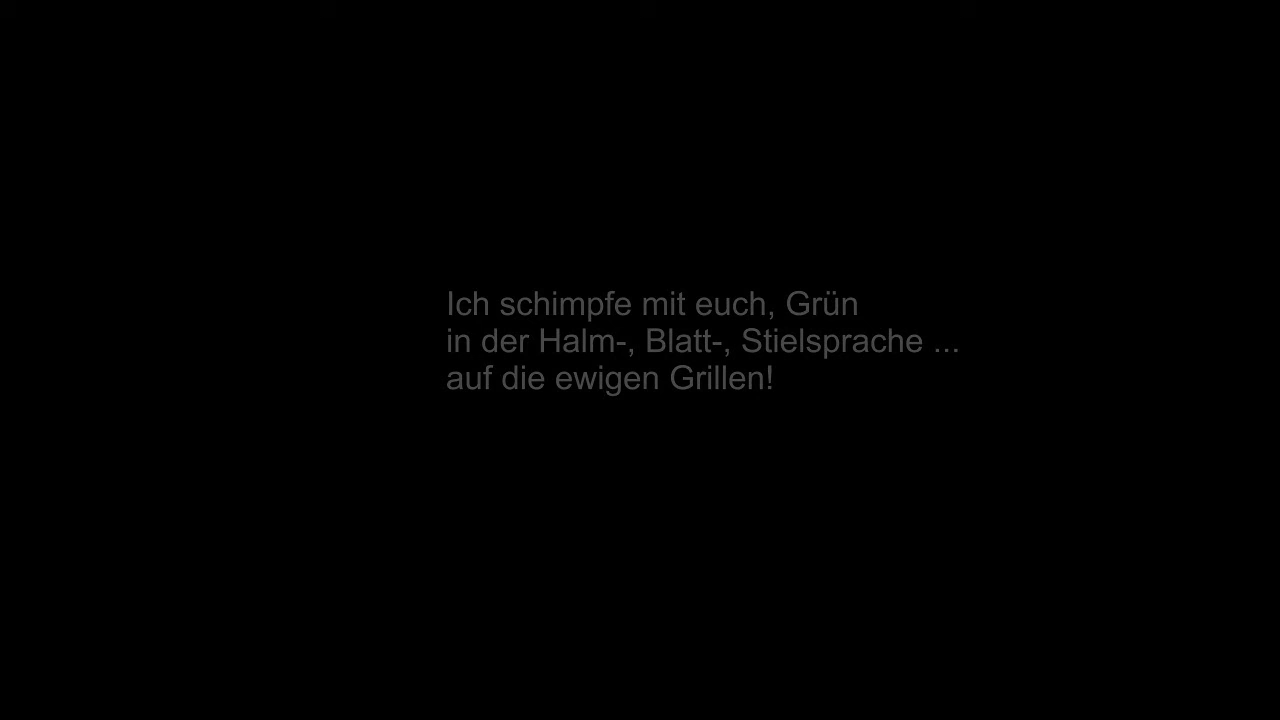 Ich schimpfe mit euch, Grün
in der Halm-, Blatt-, Stielsprache ...
auf die ewigen Grillen!